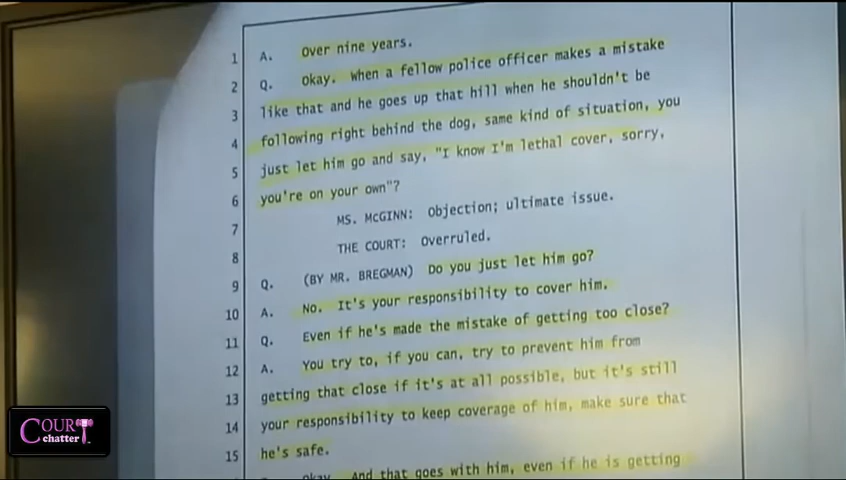 1 A. Over nine years.
2 Q. Okay. When a fellow police officer makes a mistake
3 like that and he goes up that hill when he shouldn't be
4 following right behind the dog, same kind of situation, you
5 just let him go and say, "I know I'm lethal cover, sorry,
6 you're on your own"?
7 MS. McGINN: Objection; ultimate issue.
8 THE COURT: Overruled.
9 Q. (BY MR. BREGMAN) Do you just let him go?
10 A. No. It's your responsibility to cover him.
11 Q. Even if he's made the mistake of getting too close?
12 A. You try to, if you can, try to prevent him from
13 getting that close if it's at all possible, but it's still
14 your responsibility to keep coverage of him, make sure that
15 he's safe.
okay. And that goes with him, even if he is getting
COURT
chatter